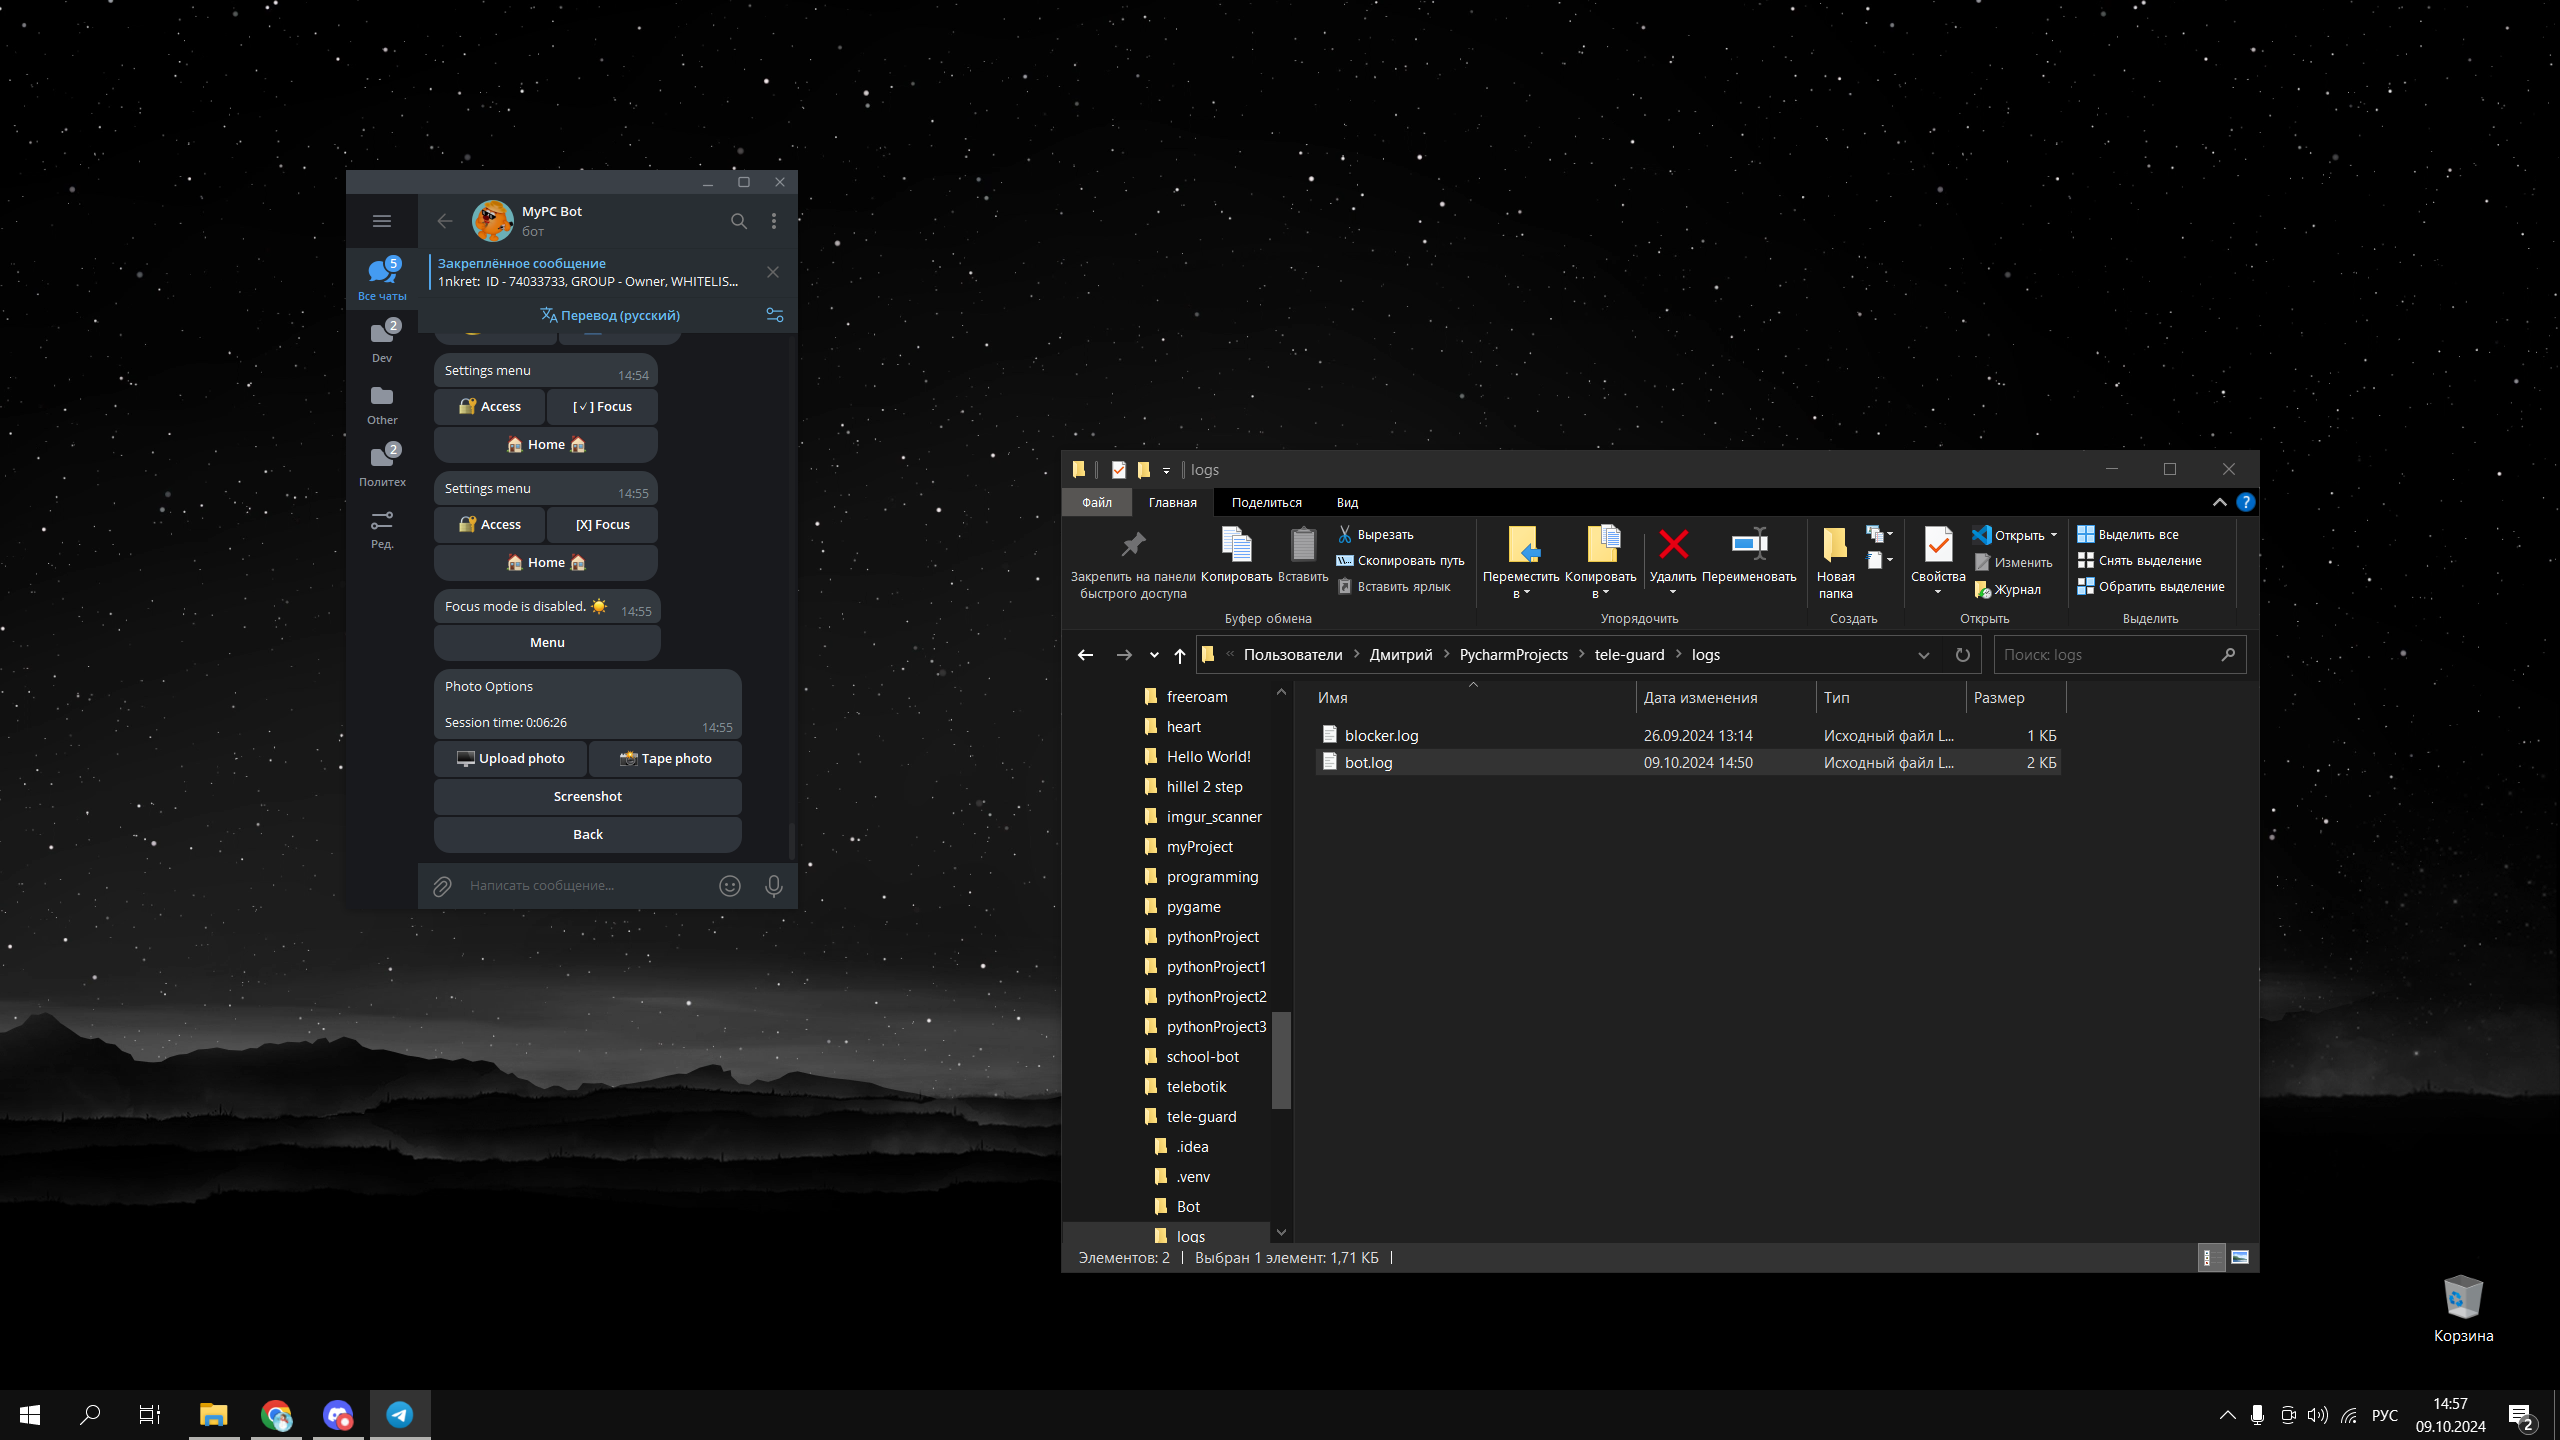 MyPC Bot
бот
Закреплённое сообщение
1nkret:  ID - 74033733, GROUP - Owner, WHITELIS...
Перевод (русский)
5
Все чаты
2
Dev
Other
2
Политех
Ред.
Settings menu 14:54
Access [✓] Focus
Home
Settings menu 14:55
Access [X] Focus
Home
Focus mode is disabled. 14:55
Menu
Photo Options
Session time: 0:06:26 14:55
Upload photo Tape photo
Screenshot
Back
Написать сообщение...
logs
Файл Главная Поделиться Вид
Закрепить на панели быстрого доступа
Копировать
Вставить
Вырезать
Скопировать путь
Вставить ярлык
Буфер обмена
Переместить в
Копировать в
Удалить
Переименовать
Упорядочить
Новая папка
Создать
Свойства
Открыть
Изменить
Журнал
Открыть
Выделить все
Снять выделение
Обратить выделение
Выделить
« Пользователи > Дмитрий > PycharmProjects > tele-guard > logs
Поиск: logs
freeroam
heart
Hello World!
hillel 2 step
imgur_scanner
myProject
programming
pygame
pythonProject
pythonProject1
pythonProject2
pythonProject3
school-bot
telebotik
tele-guard
.idea
.venv
Bot
logs
Имя Дата изменения Тип Размер
blocker.log 26.09.2024 13:14 Исходный файл L... 1 КБ
bot.log 09.10.2024 14:50 Исходный файл L... 2 КБ
Элементов: 2 Выбран 1 элемент: 1,71 КБ
Корзина
РУС
14:57
09.10.2024
2